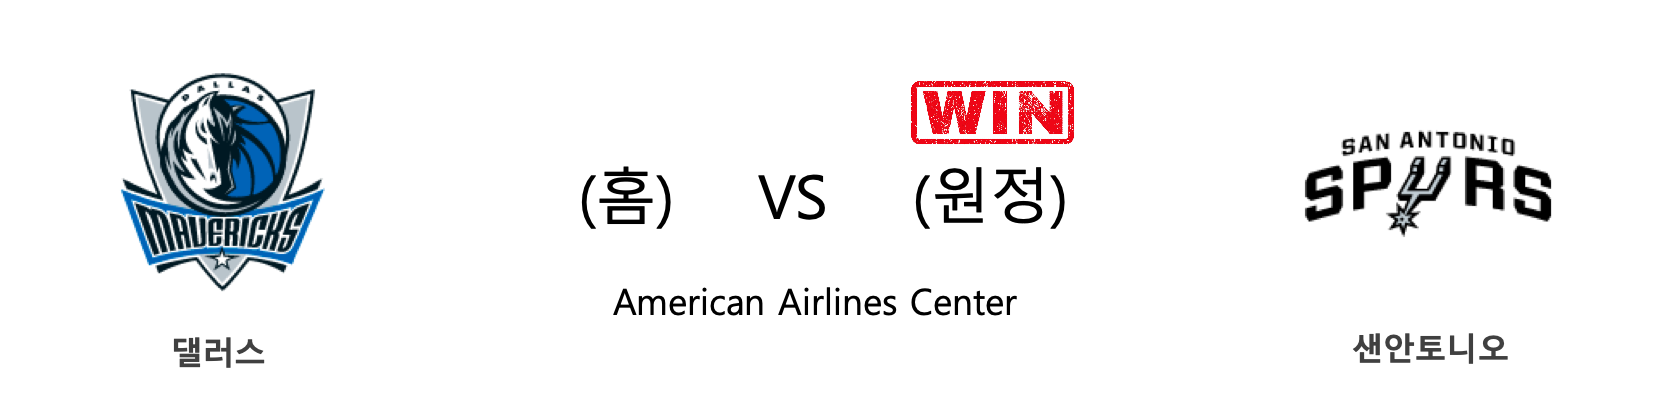 DALLAS
MAVERICKS
댈러스
WIN
(홈) VS (원정)
American Airlines Center
SAN ANTONIO
SPURS
샌안토니오